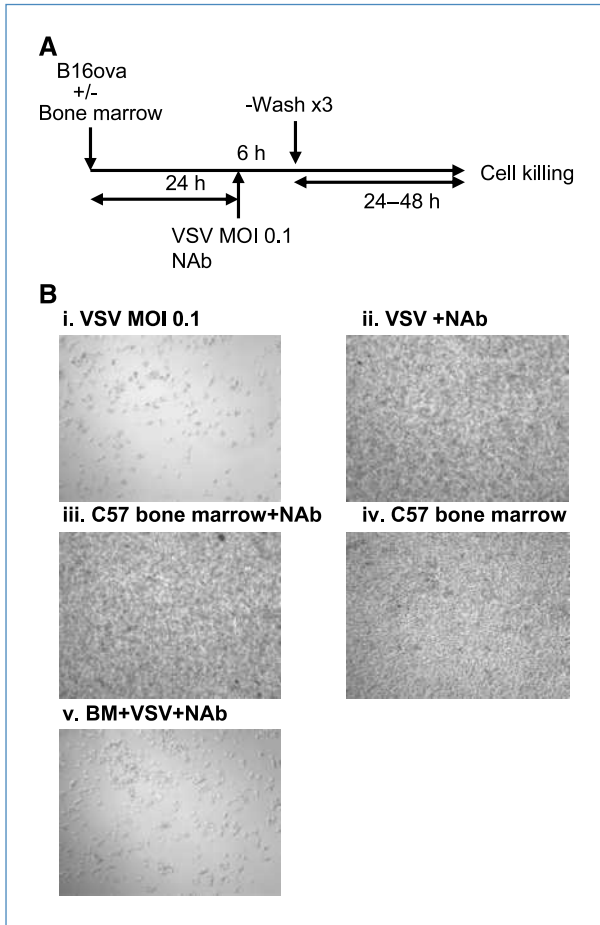 A
B16ova
+/-
Bone marrow
-Wash x3
6 h
24 h
24–48 h
Cell killing
VSV MOI 0.1
NAb
B
i. VSV MOI 0.1
ii. VSV +NAb
iii. C57 bone marrow+NAb
iv. C57 bone marrow
v. BM+VSV+NAb